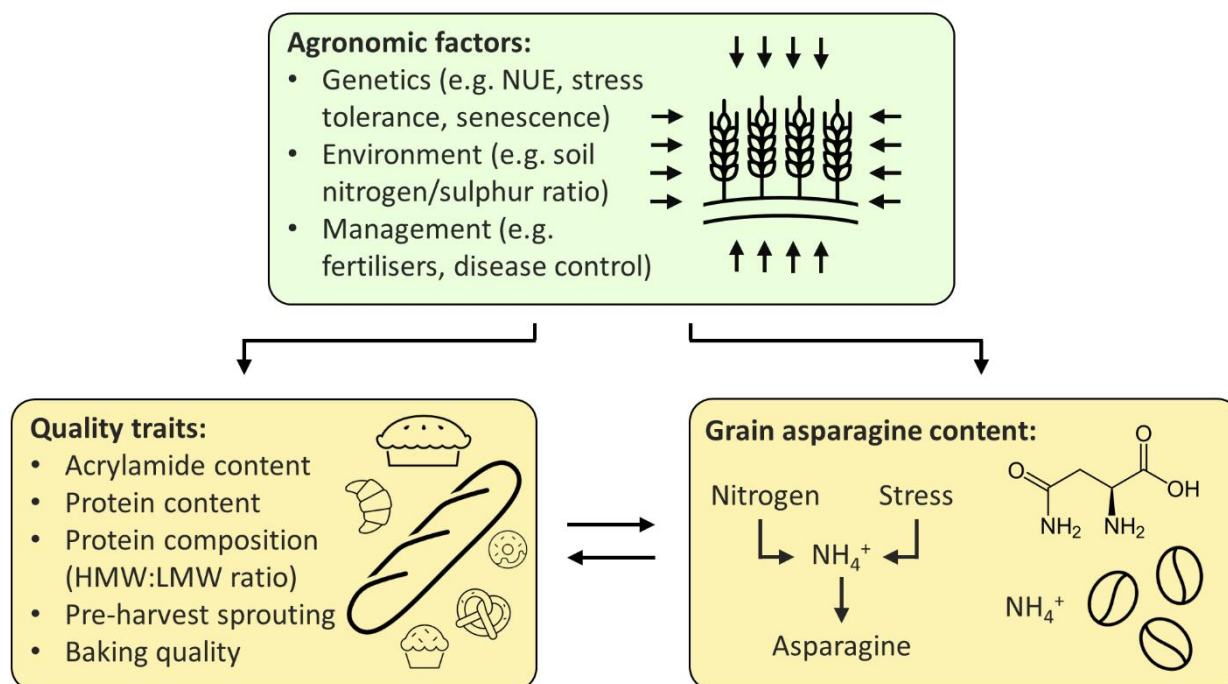 Agronomic factors:
• Genetics (e.g. NUE, stress
tolerance, senescence)
• Environment (e.g. soil
nitrogen/sulphur ratio)
• Management (e.g.
fertilisers, disease control)
Quality traits:
• Acrylamide content
• Protein content
• Protein composition
(HMW:LMW ratio)
• Pre-harvest sprouting
• Baking quality
Grain asparagine content:
Nitrogen Stress
NH₄⁺
Asparagine
O
O
OH
NH₂ NH₂
NH₄⁺